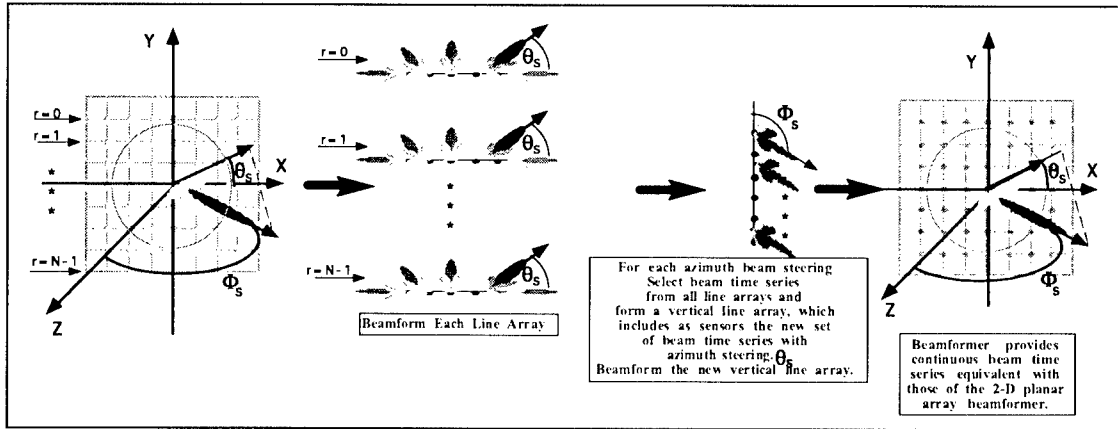 Y
r=0
r=1
*
*
*
r=N-1
X
θs
Φs
Z
r=0
θs
r=1
θs
*
*
*
r=N-1
θs
Beamform Each Line Array
Φs
*
*
*
For each azimuth beam steering
Select beam time series
from all line arrays and
form a vertical line array, which
includes as sensors the new set
of beam time series with
azimuth steering. θs
Beamform the new vertical line array.
Y
X
θs
Φs
Z
Beamformer provides
continuous beam time
series equivalent with
those of the 2-D planar
array beamformer.